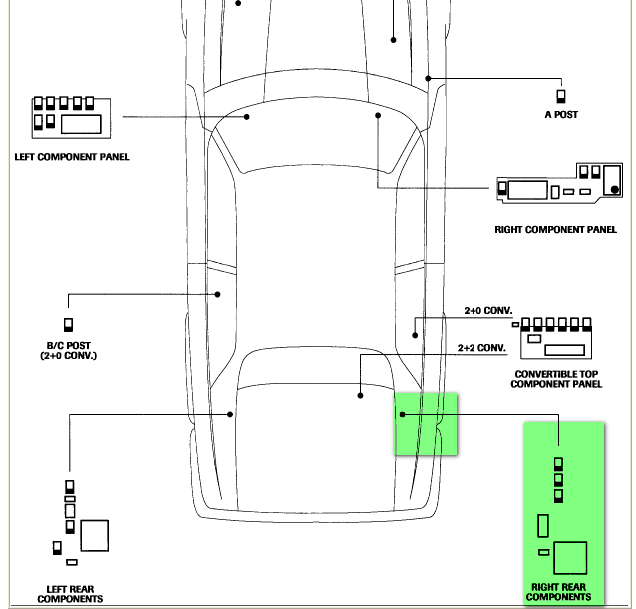 A POST
LEFT COMPONENT PANEL
RIGHT COMPONENT PANEL
2+0 CONV.
B/C POST
(2+0 CONV.)
2+2 CONV.
CONVERTIBLE TOP
COMPONENT PANEL
LEFT REAR
COMPONENTS
RIGHT REAR
COMPONENTS